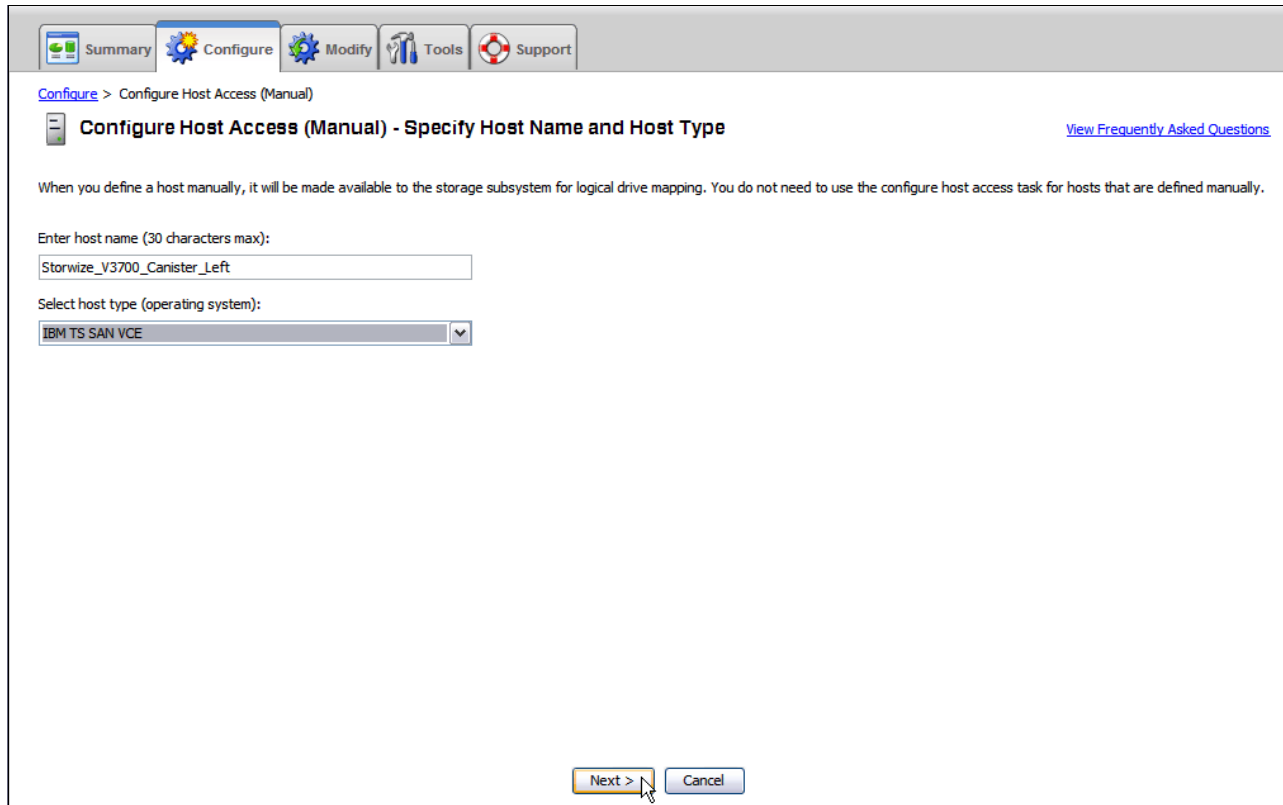 Summary Configure Modify Tools Support
Configure > Configure Host Access (Manual)
Configure Host Access (Manual) - Specify Host Name and Host Type
View Frequently Asked Questions
When you define a host manually, it will be made available to the storage subsystem for logical drive mapping. You do not need to use the configure host access task for hosts that are defined manually.
Enter host name (30 characters max):
Storwize_V3700_Canister_Left
Select host type (operating system):
IBM TS SAN VCE
Next > Cancel